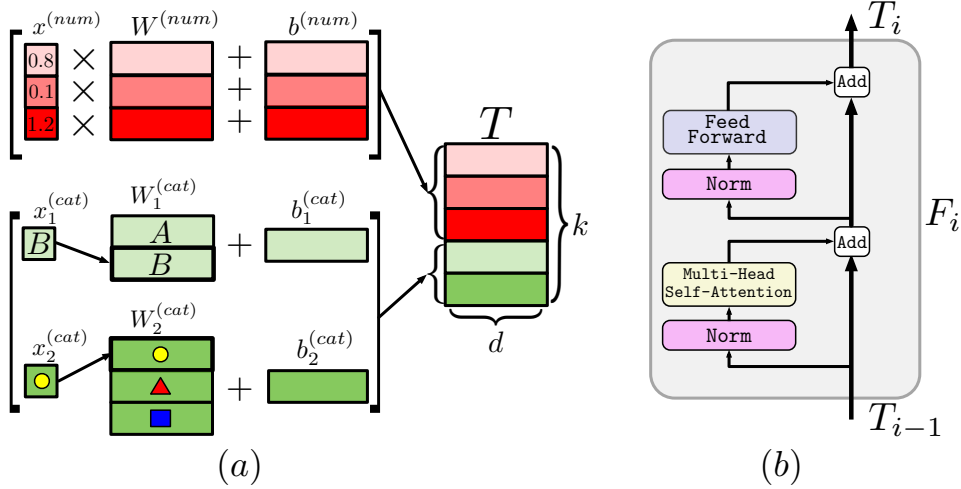 x^{(num)} W^{(num)} b^{(num)}
0.8 × +
0.1 × +
1.2 × +
T
k
d
x_1^{(cat)} W_1^{(cat)} b_1^{(cat)}
B A +
B
x_2^{(cat)} W_2^{(cat)} b_2^{(cat)}
+
(a)
T_i
Add
Feed
Forward
Norm
F_i
Add
Multi-Head
Self-Attention
Norm
T_{i-1}
(b)